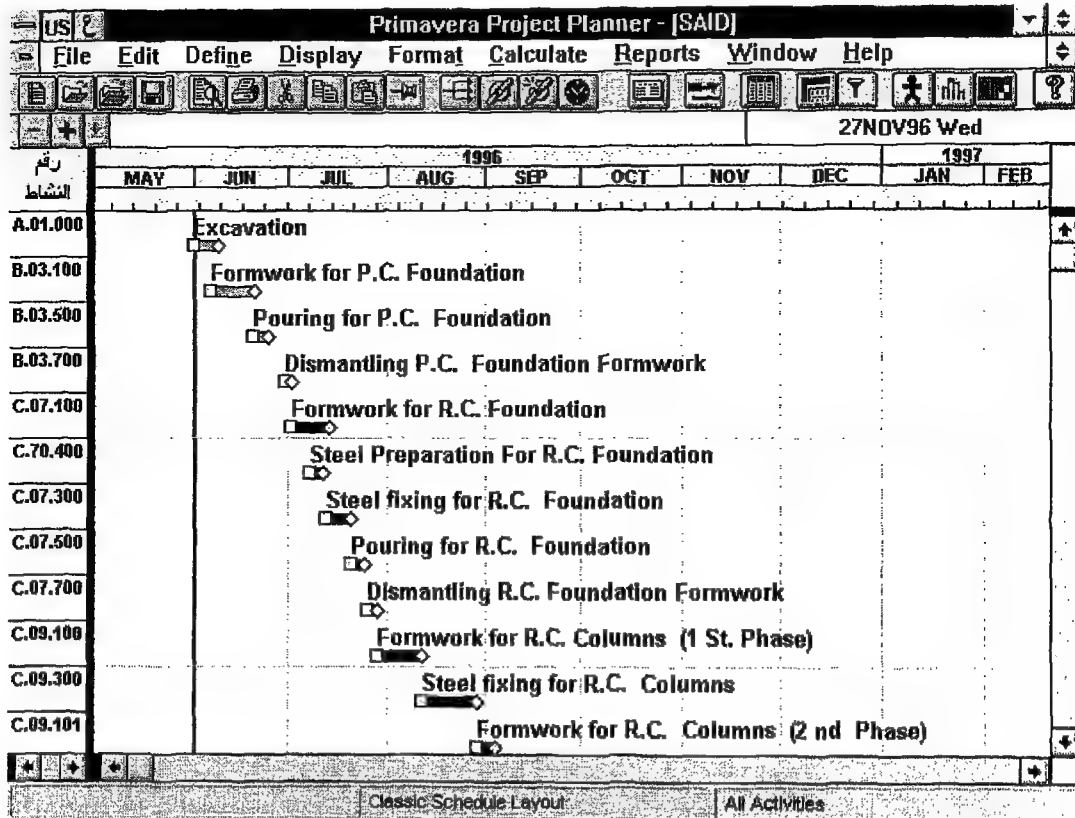 US ع Primavera Project Planner - [SAID]
File Edit Define Display Format Calculate Reports Window Help
27NOV96 Wed
رقم
النشاط
1996 1997
MAY JUN JUL AUG SEP OCT NOV DEC JAN FEB
A.01.000 Excavation
B.03.100 Formwork for P.C. Foundation
B.03.500 Pouring for P.C. Foundation
B.03.700 Dismantling P.C. Foundation Formwork
C.07.100 Formwork for R.C. Foundation
C.70.400 Steel Preparation For R.C. Foundation
C.07.300 Steel fixing for R.C. Foundation
C.07.500 Pouring for R.C. Foundation
C.07.700 Dismantling R.C. Foundation Formwork
C.09.100 Formwork for R.C. Columns (1 St. Phase)
C.09.300 Steel fixing for R.C. Columns
C.09.101 Formwork for R.C. Columns (2 nd Phase)
Classic Schedule Layout All Activities